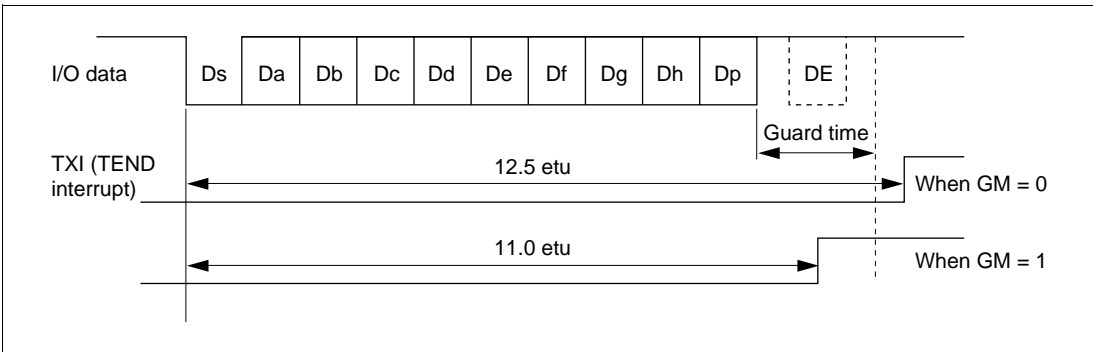 I/O data
Ds Da Db Dc Dd De Df Dg Dh Dp DE
Guard time
TXI (TEND
interrupt)
12.5 etu
When GM = 0
11.0 etu
When GM = 1